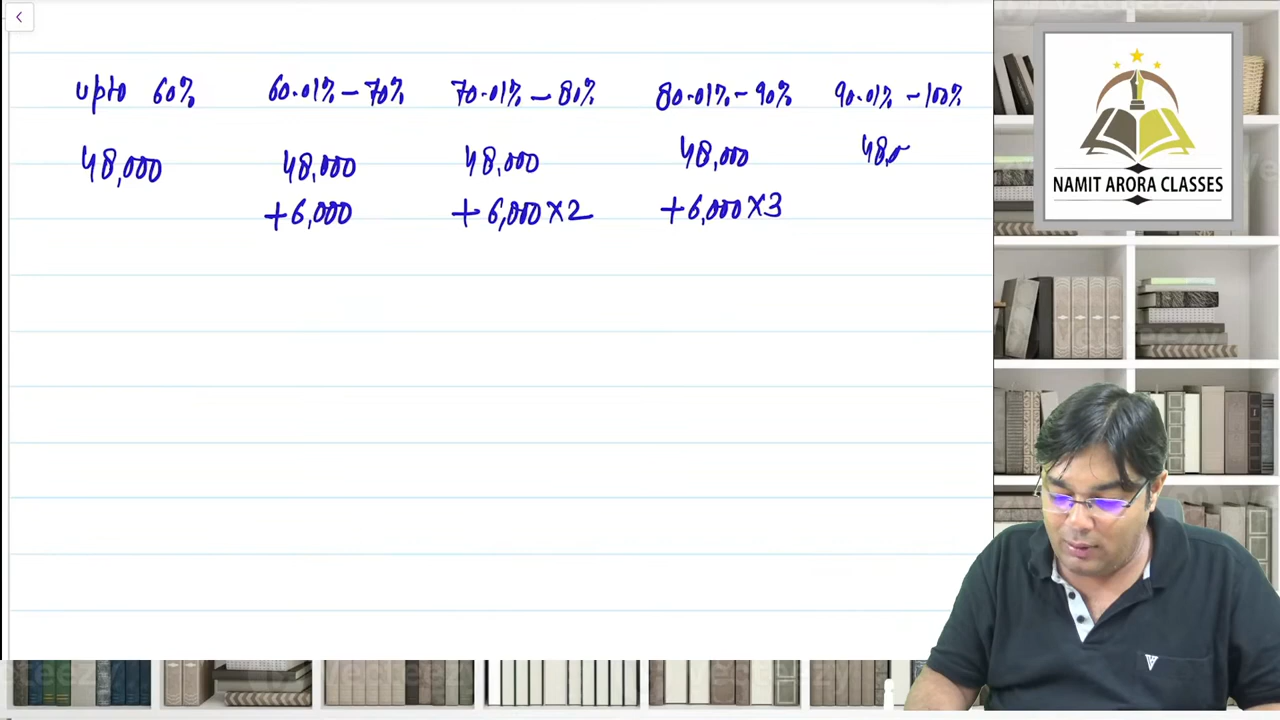 upto 60% 60.01% - 70% 70.01% - 80% 80.01% - 90% 90.01% - 100%
48,000 48,000 48,000 48,000 48,0
+6,000 + 6,000 × 2 +6,000 × 3
NAMIT ARORA CLASSES
vecteezy